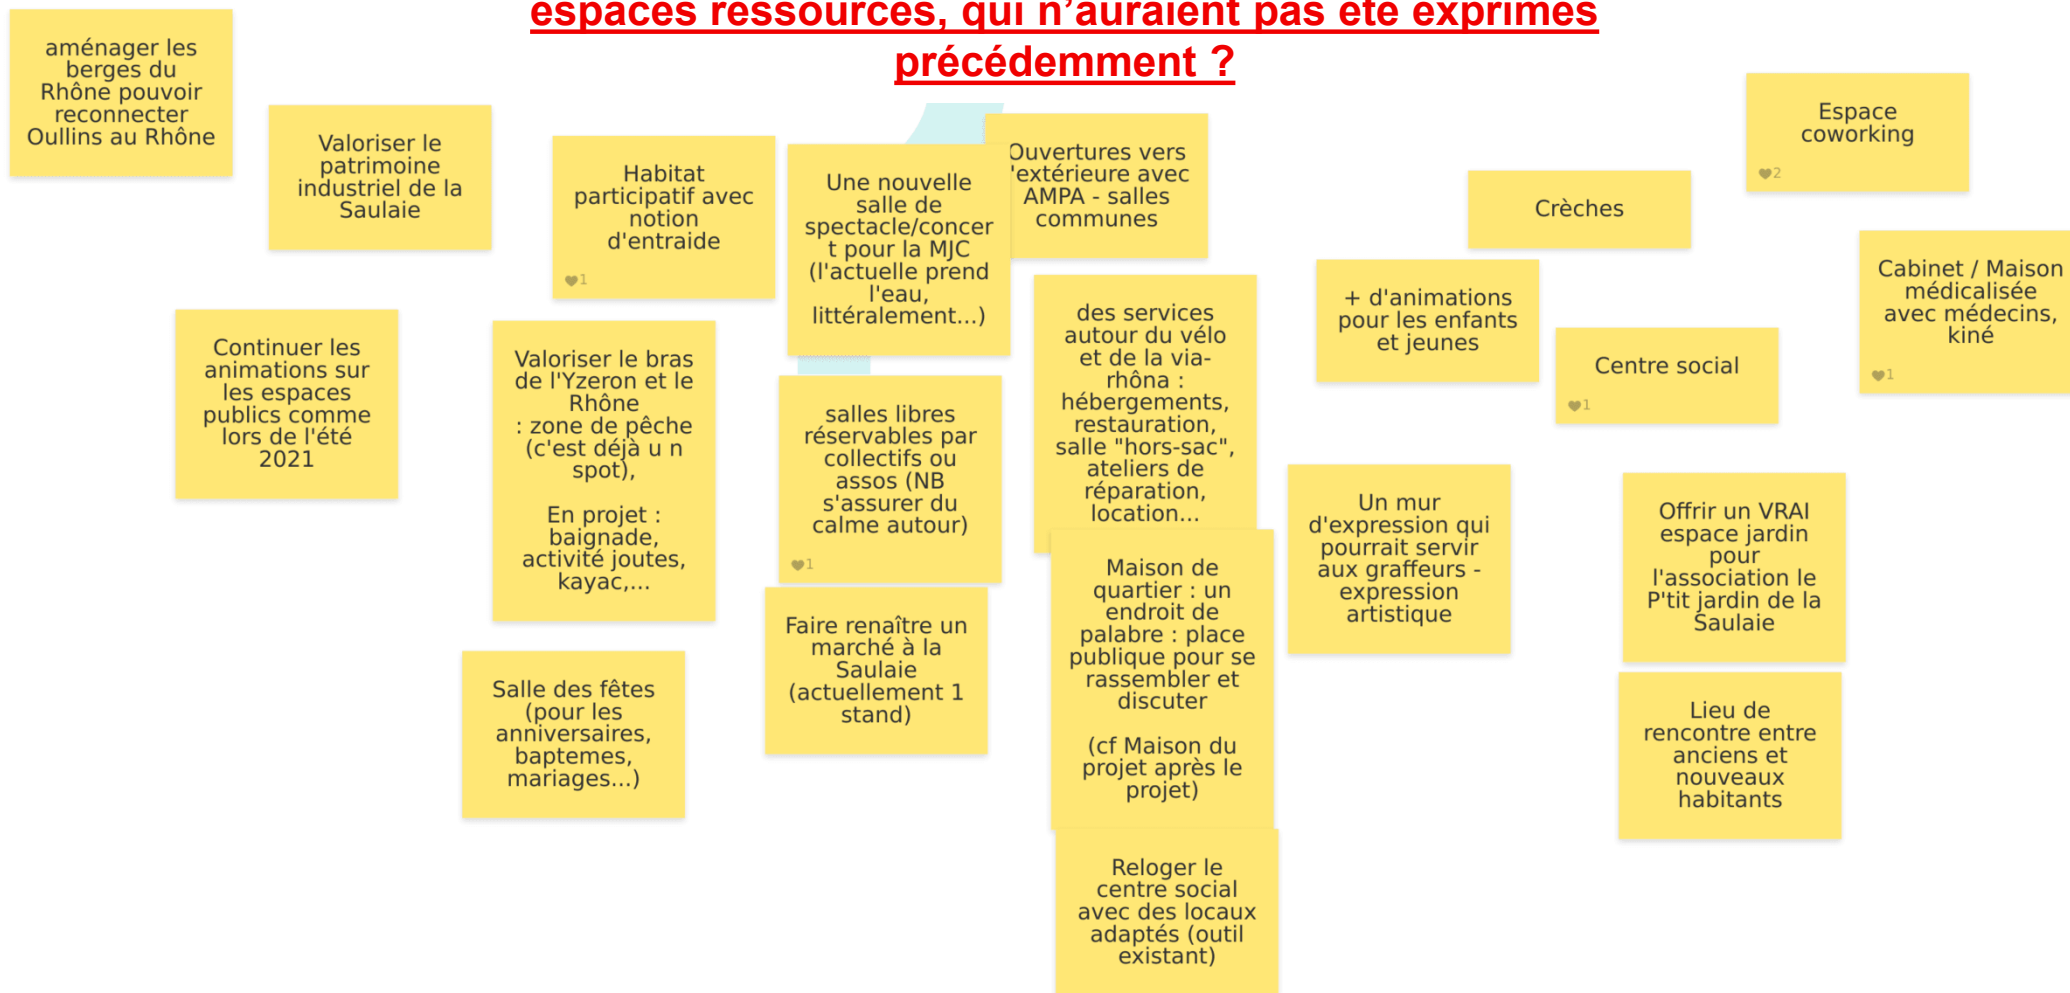 espaces ressources, qui n'auraient pas été exprimés
précédemment ?
aménager les
berges du
Rhône pouvoir
reconnecter
Oullins au Rhône
Valoriser le
patrimoine
industriel de la
Saulaie
Habitat
participatif avec
notion
d'entraide
1
Une nouvelle
salle de
spectacle/concer
t pour la MJC
(l'actuelle prend
l'eau,
littéralement...)
Ouvertures vers
l'extérieure avec
AMPA - salles
communes
Espace
coworking
2
Crèches
Cabinet / Maison
médicalisée
avec médecins,
kiné
1
+ d'animations
pour les enfants
et jeunes
Centre social
1
Continuer les
animations sur
les espaces
publics comme
lors de l'été
2021
Valoriser le bras
de l'Yzeron et le
Rhône
: zone de pêche
(c'est déjà u n
spot),
En projet :
baignade,
activité joutes,
kayac,...
salles libres
réservables par
collectifs ou
assos (NB
s'assurer du
calme autour)
1
des services
autour du vélo
et de la via-
rhôna :
hébergements,
restauration,
salle "hors-sac",
ateliers de
réparation,
location...
Un mur
d'expression qui
pourrait servir
aux graffeurs -
expression
artistique
Offrir un VRAI
espace jardin
pour
l'association le
P'tit jardin de la
Saulaie
Salle des fêtes
(pour les
anniversaires,
baptemes,
mariages...)
Faire renaître un
marché à la
Saulaie
(actuellement 1
stand)
Maison de
quartier : un
endroit de
palabre : place
publique pour se
rassembler et
discuter
(cf Maison du
projet après le
projet)
Lieu de
rencontre entre
anciens et
nouveaux
habitants
Reloger le
centre social
avec des locaux
adaptés (outil
existant)